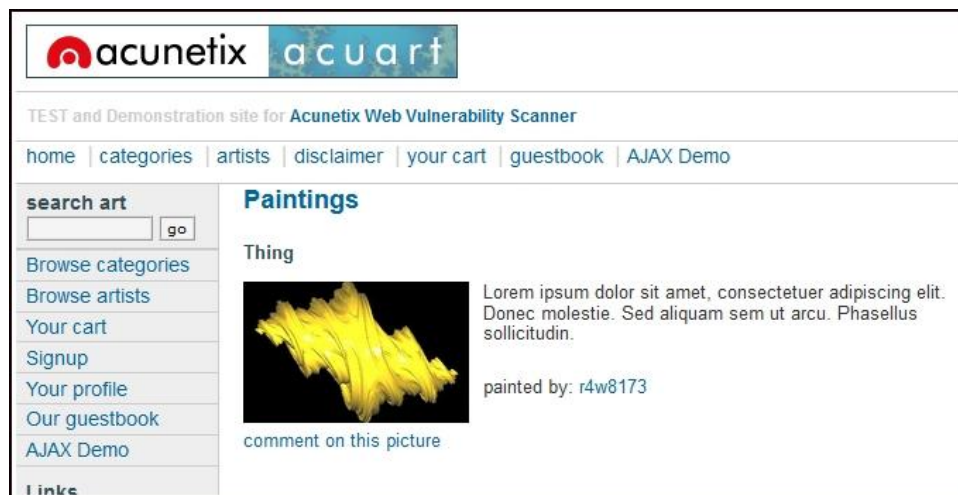 acunetix acuart
TEST and Demonstration site for Acunetix Web Vulnerability Scanner
home | categories | artists | disclaimer | your cart | guestbook | AJAX Demo
search art
go
Browse categories
Browse artists
Your cart
Signup
Your profile
Our guestbook
AJAX Demo
Links
Paintings
Thing
Lorem ipsum dolor sit amet, consectetuer adipiscing elit.
Donec molestie. Sed aliquam sem ut arcu. Phasellus
sollicitudin.
painted by: r4w8173
comment on this picture